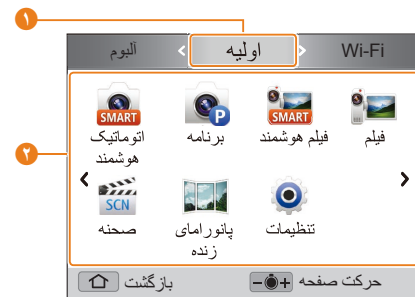 ۱
آلبوم
اولیه
Wi-Fi
۲
SMART
P
SMART
اتوماتیک
هوشمند
برنامه
فیلم هوشمند
فیلم
SCN
صحنه
پانورامای
زنده
تنظیمات
بازگشت
حرکت صفحه